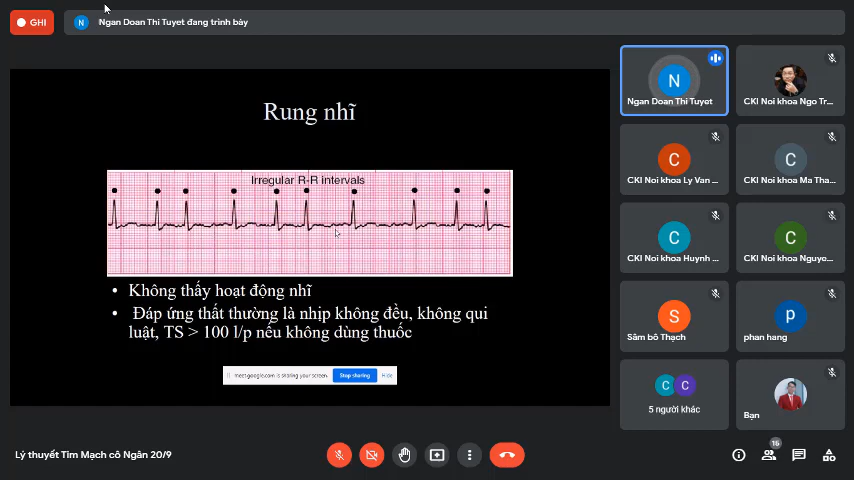 GHI
N
Ngan Doan Thi Tuyet đang trình bày
Rung nhĩ
Irregular R-R intervals
• Không thấy hoạt động nhĩ
• Đáp ứng thất thường là nhịp không đều, không qui
luật, TS > 100 l/p nếu không dùng thuốc
meet.google.com is sharing your screen.
Stop sharing
Hide
N
Ngan Doan Thi Tuyet
CKI Noi khoa Ngo Tr...
C
CKI Noi khoa Ly Van ...
C
CKI Noi khoa Ma Tha...
C
CKI Noi khoa Huynh ...
C
CKI Noi khoa Nguye...
S
Sâm bô Thạch
p
phan hang
C C
5 người khác
Bạn
Lý thuyết Tim Mạch cô Ngân 20/9
16